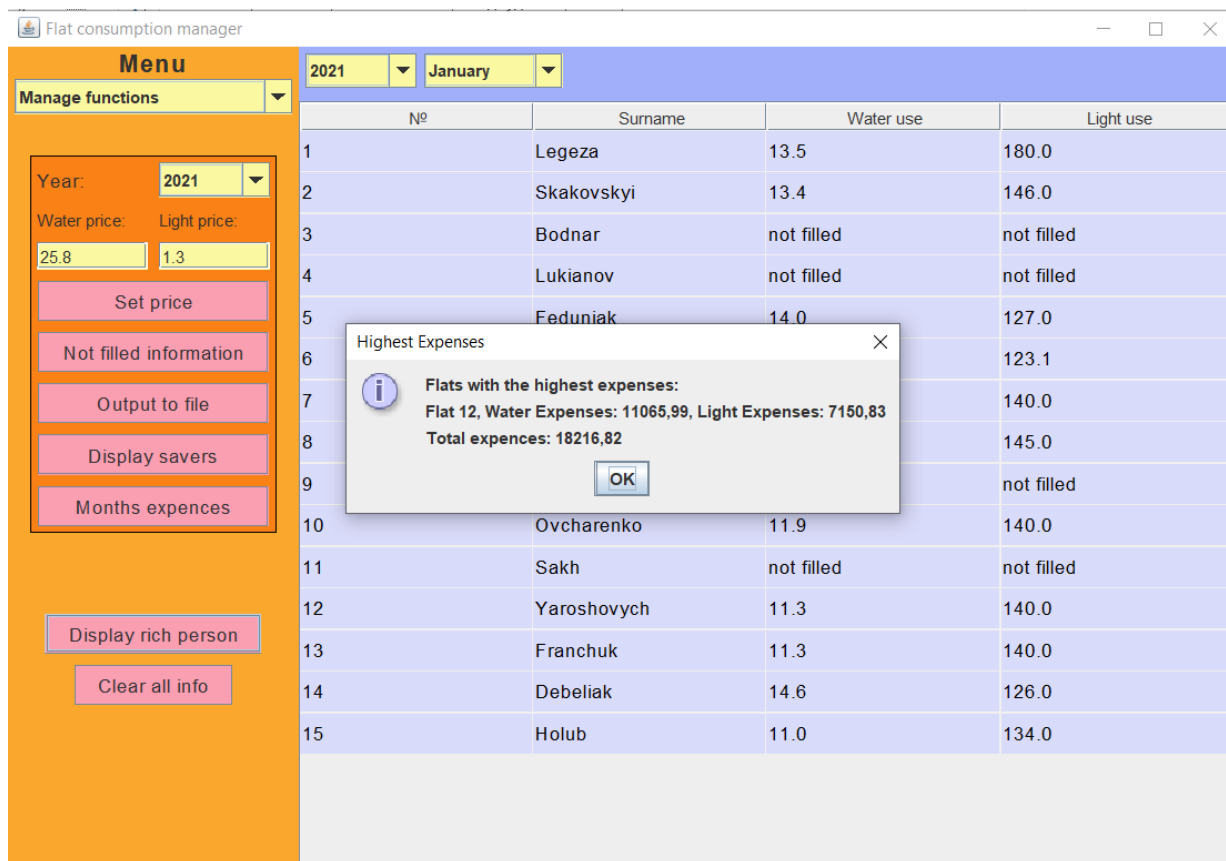 Flat consumption manager
Menu
Manage functions
2021 January
Year: 2021
Water price: Light price:
25.8 1.3
Set price
Not filled information
Output to file
Display savers
Months expences
Display rich person
Clear all info
№ Surname Water use Light use
1 Legeza 13.5 180.0
2 Skakovskyi 13.4 146.0
3 Bodnar not filled not filled
4 Lukianov not filled not filled
5 Feduniak 14.0 127.0
6 123.1
7 140.0
8 145.0
9 not filled
10 Ovcharenko 11.9 140.0
11 Sakh not filled not filled
12 Yaroshovych 11.3 140.0
13 Franchuk 11.3 140.0
14 Debeliak 14.6 126.0
15 Holub 11.0 134.0
Highest Expenses
Flats with the highest expenses:
Flat 12, Water Expenses: 11065,99, Light Expenses: 7150,83
Total expences: 18216,82
OK